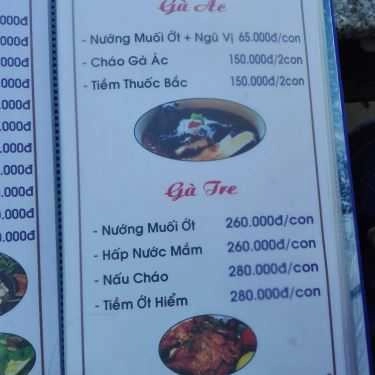 Gà Ác
- Nướng Muối Ớt + Ngũ Vị 65.000đ/con
- Cháo Gà Ác 150.000đ/2con
- Tiềm Thuốc Bắc 150.000đ/2con
Gà Tre
- Nướng Muối Ớt 260.000đ/con
- Hấp Nước Mắm 260.000đ/con
- Nấu Cháo 280.000đ/con
- Tiềm Ớt Hiểm 280.000đ/con